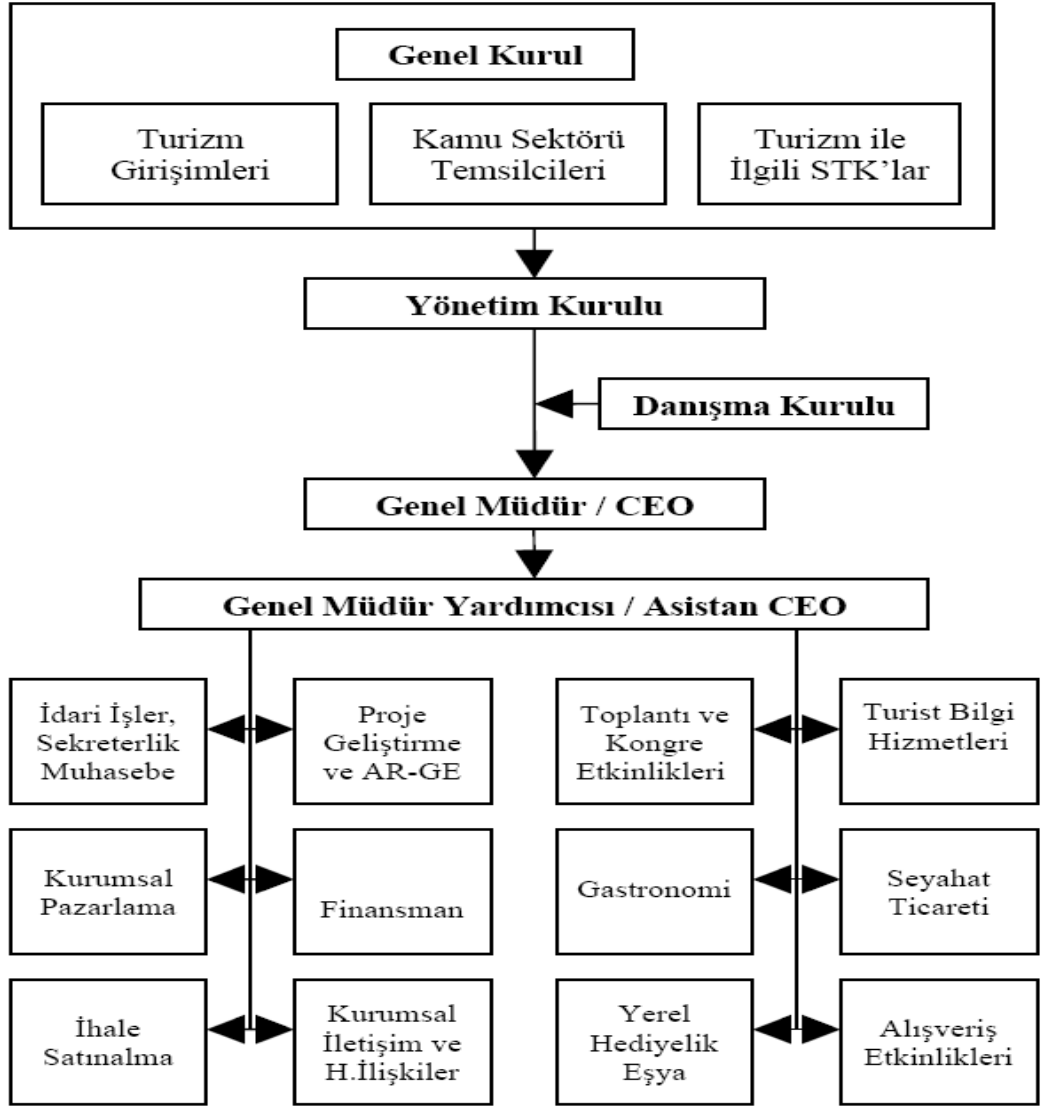 Genel Kurul
Turizm
Girişimleri
Kamu Sektörü
Temsilcileri
Turizm ile
İlgili STK’lar
Yönetim Kurulu
Danışma Kurulu
Genel Müdür / CEO
Genel Müdür Yardımcısı / Asistan CEO
İdari İşler,
Sekreterlik
Muhasebe
Proje
Geliştirme
ve AR-GE
Toplantı ve
Kongre
Etkinlikleri
Turist Bilgi
Hizmetleri
Kurumsal
Pazarlama
Finansman
Gastronomi
Seyahat
Ticareti
İhale
Satınalma
Kurumsal
İletişim ve
H.İlişkiler
Yerel
Hediyelik
Eşya
Alışveriş
Etkinlikleri